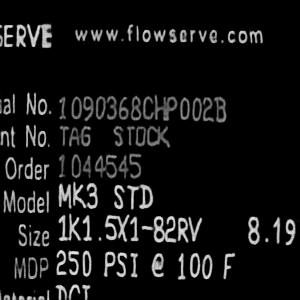 SERVE www.flowserve.com
ial No. 1090368CHP002B
nt No. TAG STOCK
Order 1044545
Model MK3 STD
Size 1K1.5X1-82RV 8.19
MDP 250 PSI @ 100 F
Material DCI